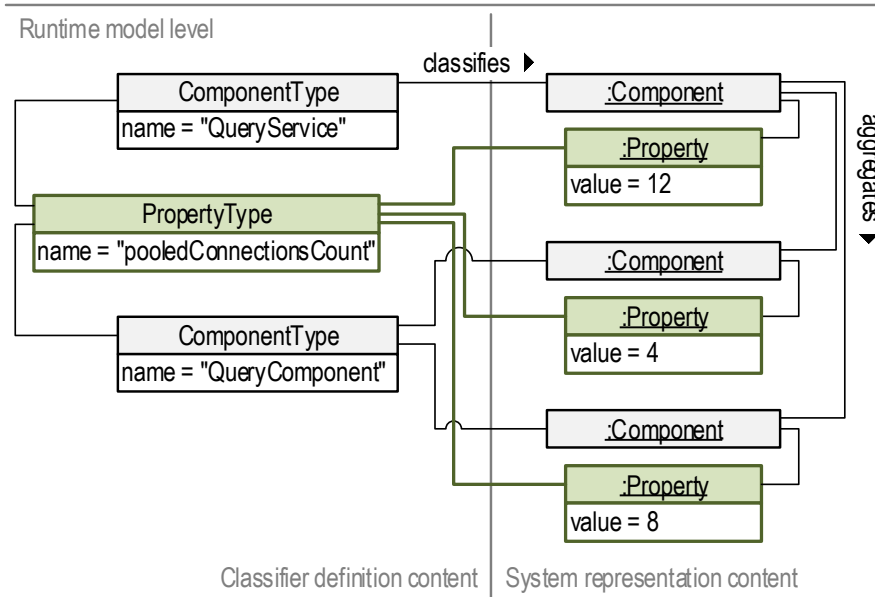 Runtime model level
classifies
ComponentType
name = "QueryService"
:Component
:Property
value = 12
aggregates
PropertyType
name = "pooledConnectionsCount"
:Component
:Property
value = 4
ComponentType
name = "QueryComponent"
:Component
:Property
value = 8
Classifier definition content
System representation content